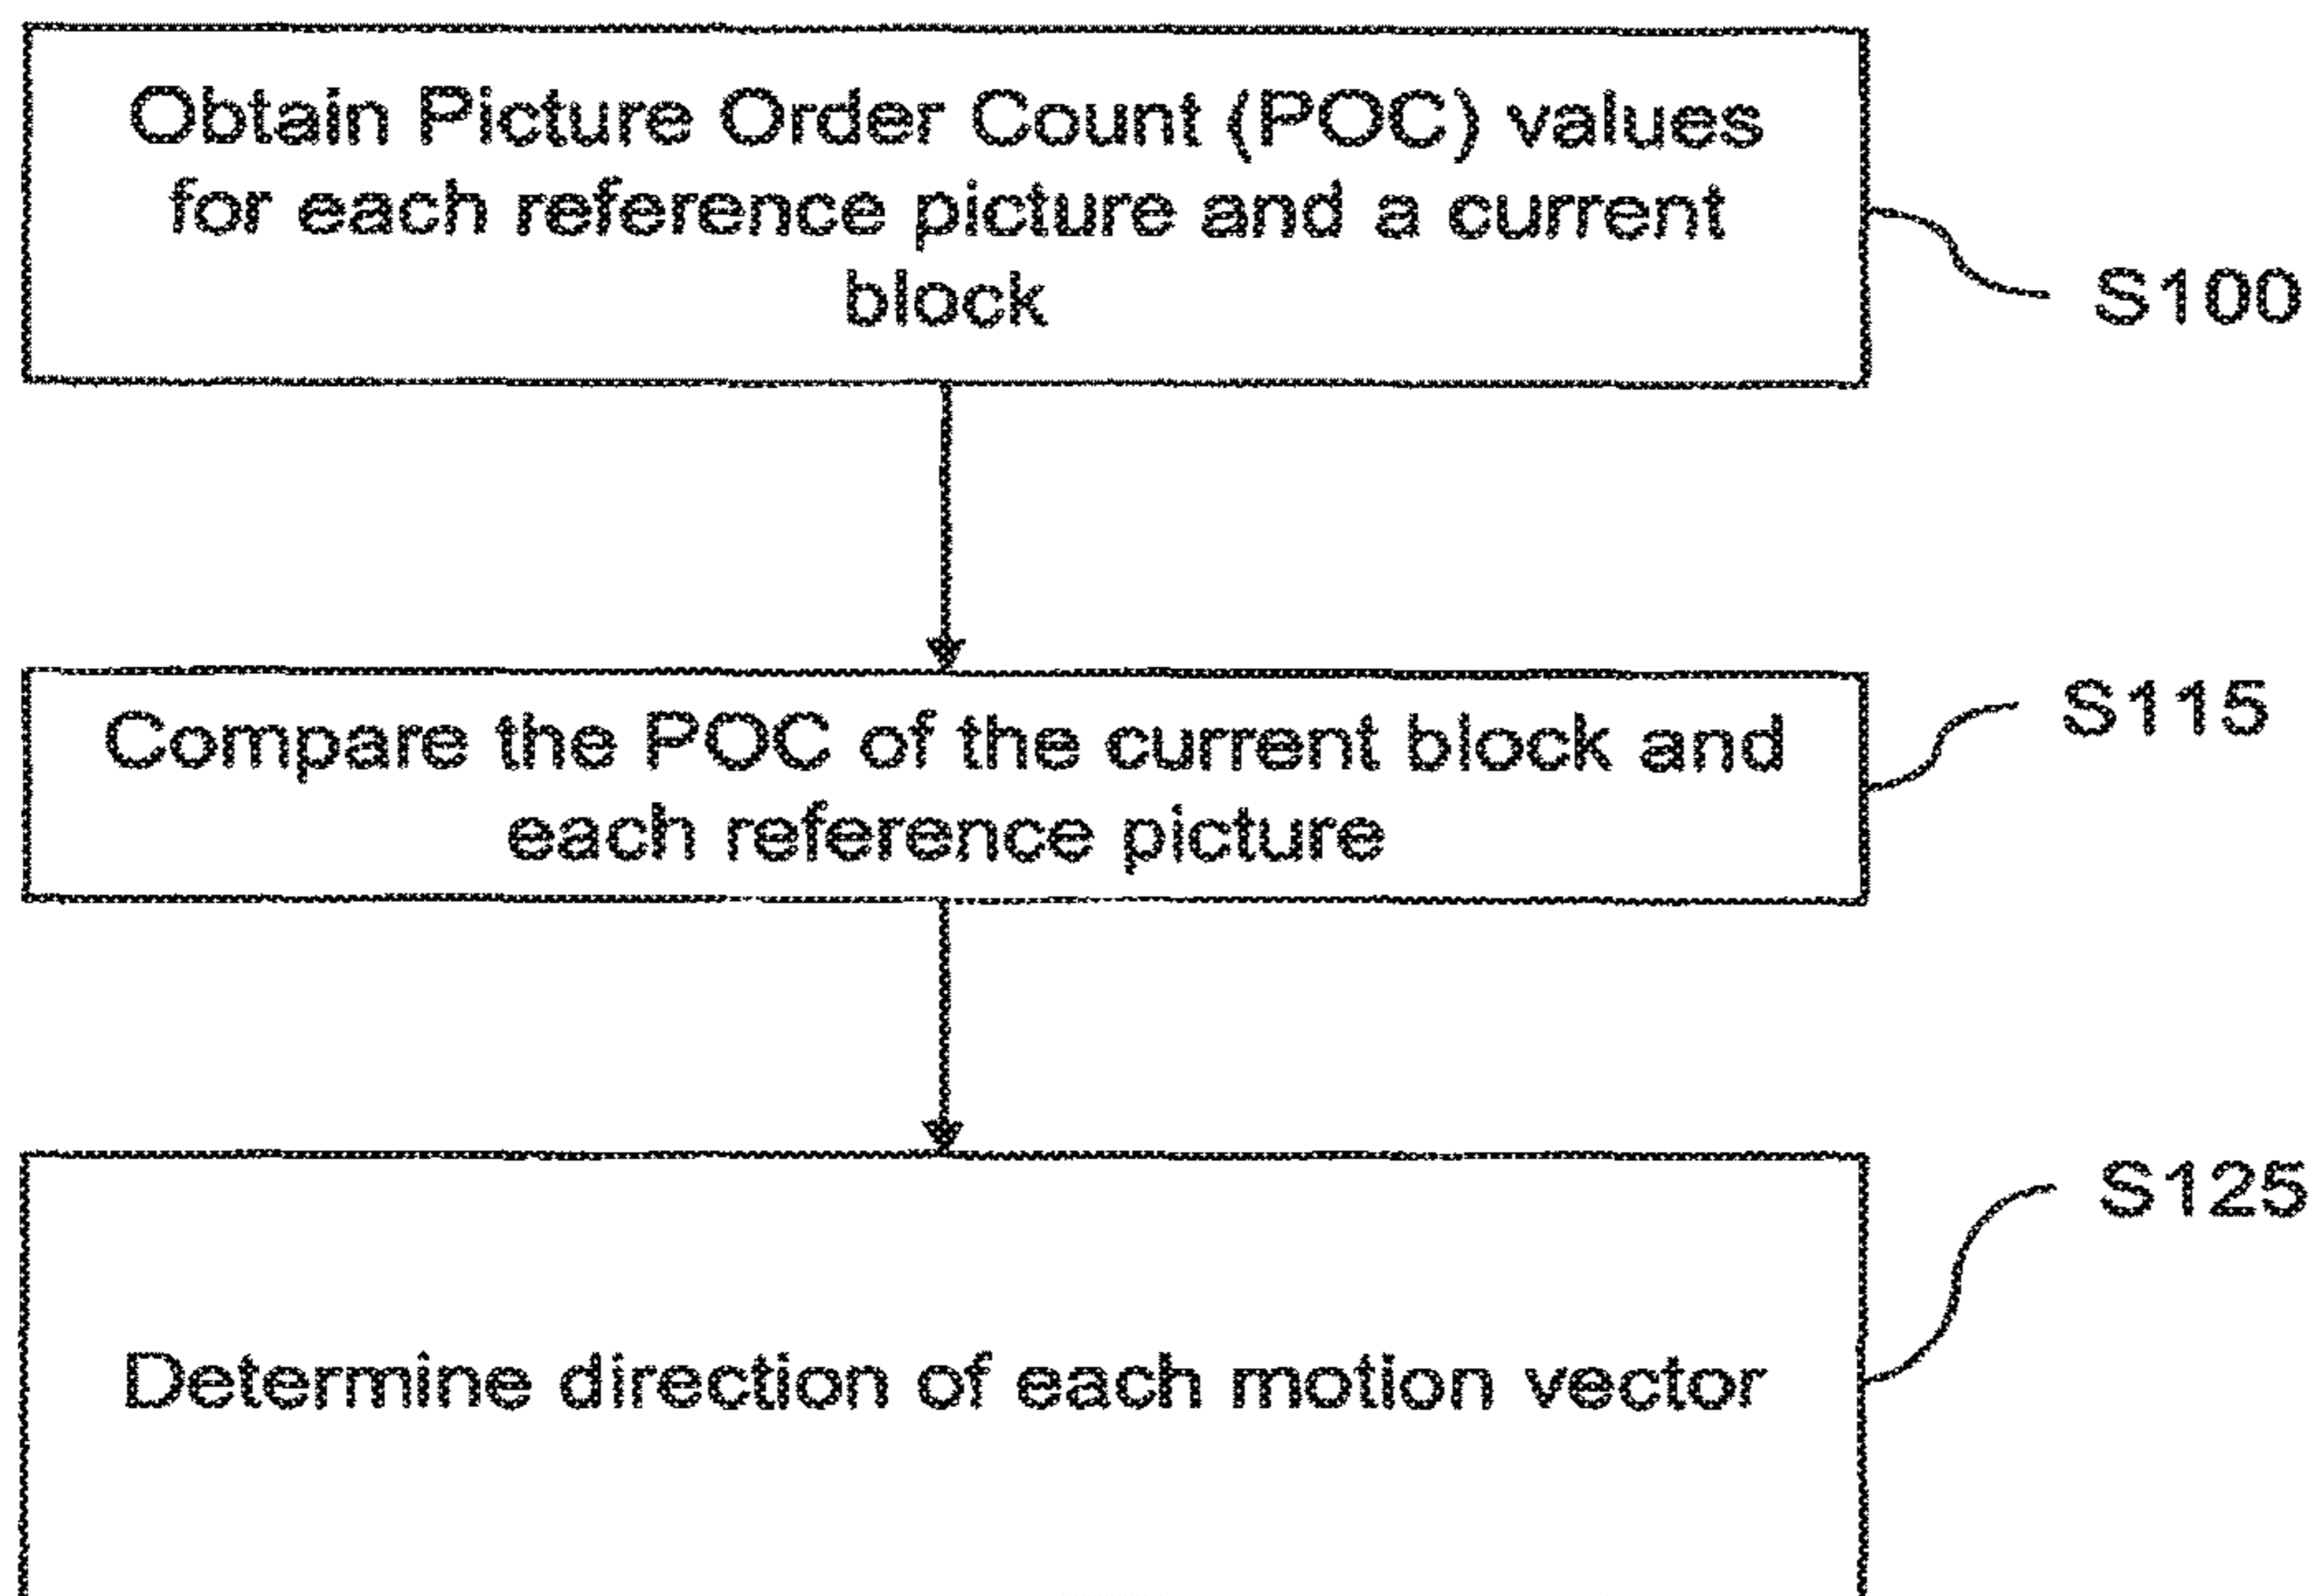 Obtain Picture Order Count (POC) values
for each reference picture and a current
block
S100
S115
Compare the POC of the current block and
each reference picture
S125
Determine direction of each motion vector